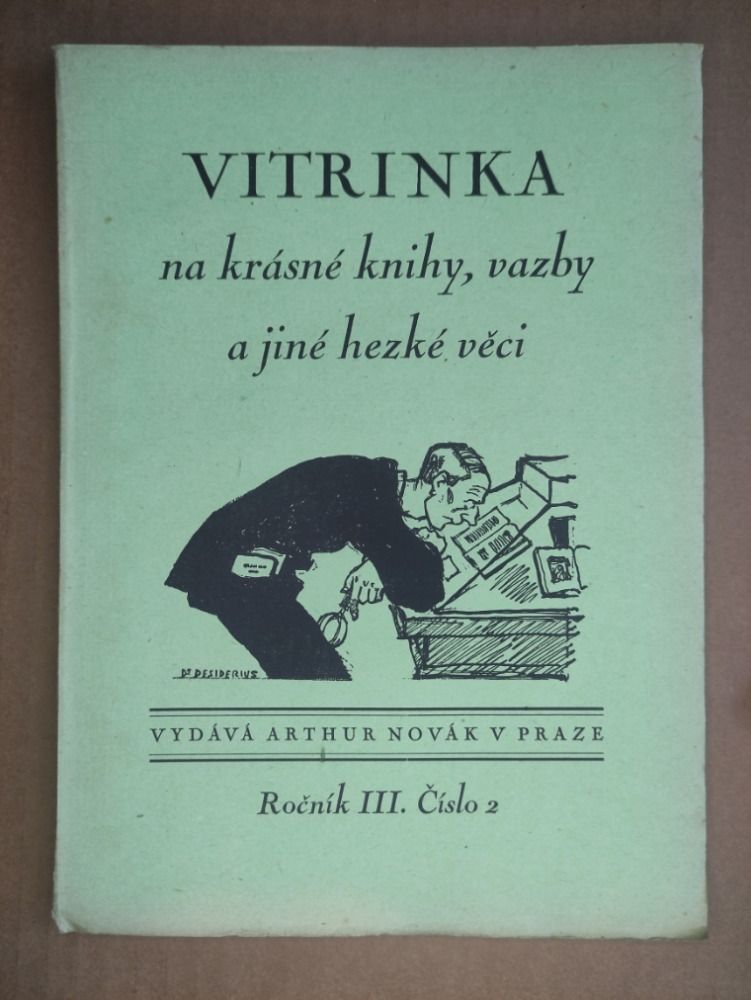 VITRINKA
na krásné knihy, vazby
a jiné hezké věci
Dr DESIDERIUS
VYDÁVÁ ARTHUR NOVÁK V PRAZE
Ročník III. Číslo 2